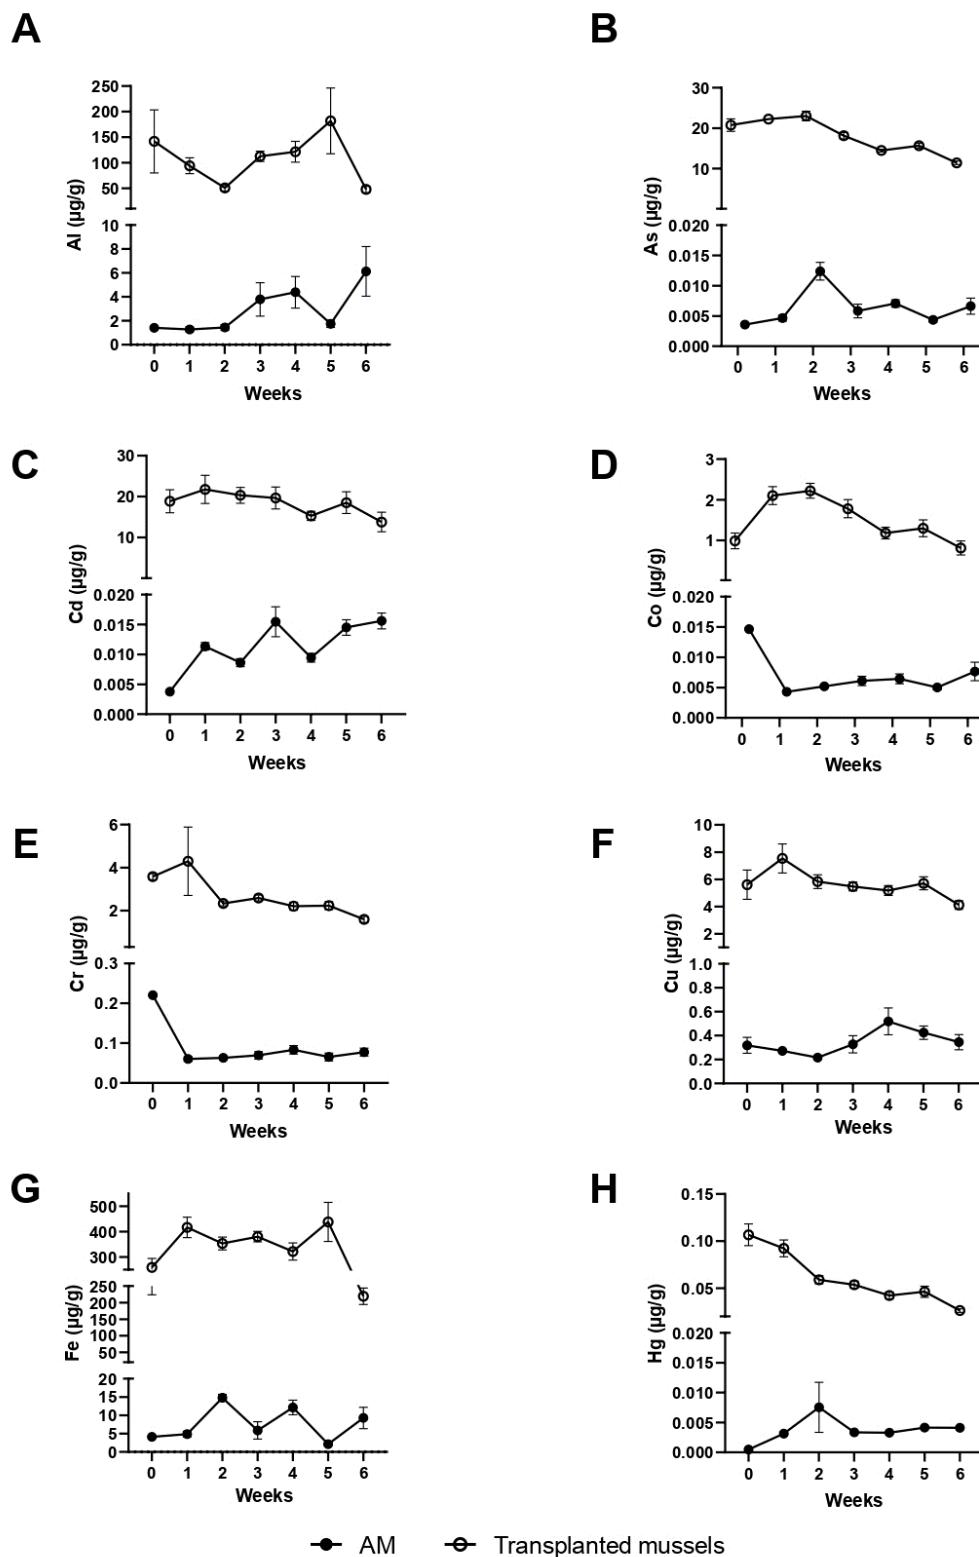 A
250
200
150
100
50
10
8
6
4
2
0
Al (µg/g)
0 1 2 3 4 5 6
Weeks
B
30
20
10
0.020
0.015
0.010
0.005
0.000
As (µg/g)
0 1 2 3 4 5 6
Weeks
C
30
20
10
0.020
0.015
0.010
0.005
0.000
Cd (µg/g)
0 1 2 3 4 5 6
Weeks
D
3
2
1
0.020
0.015
0.010
0.005
0.000
Co (µg/g)
0 1 2 3 4 5 6
Weeks
E
6
4
2
0.3
0.2
0.1
0.0
Cr (µg/g)
0 1 2 3 4 5 6
Weeks
F
10
8
6
4
2
1.0
0.8
0.6
0.4
0.2
0.0
Cu (µg/g)
0 1 2 3 4 5 6
Weeks
G
500
400
300
250
200
150
100
50
20
15
10
5
0
Fe (µg/g)
0 1 2 3 4 5 6
Weeks
H
0.15
0.10
0.05
0.020
0.015
0.010
0.005
0.000
Hg (µg/g)
0 1 2 3 4 5 6
Weeks
AM Transplanted mussels